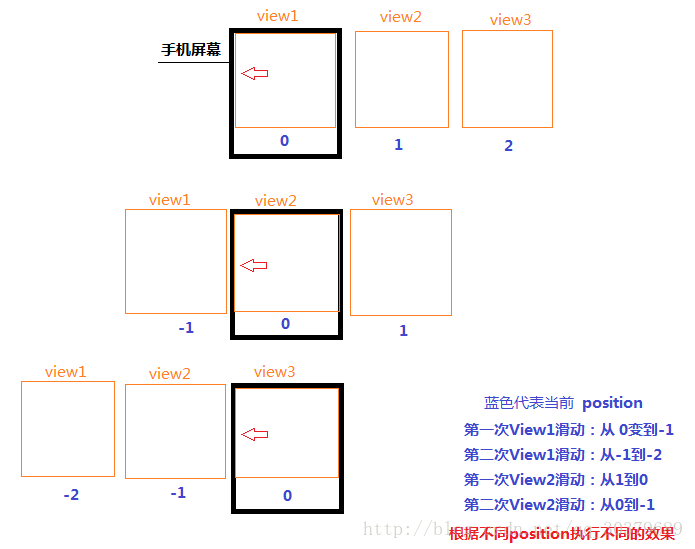 view1
view2
view3
手机屏幕
0
1
2
view1
view2
view3
-1
0
1
view1
view2
view3
-2
-1
0
蓝色代表当前 position
第一次View1滑动：从 0变到-1
第二次View1滑动：从-1到-2
第一次View2滑动：从1到0
第二次View2滑动：从0到-1
根据不同position执行不同的效果